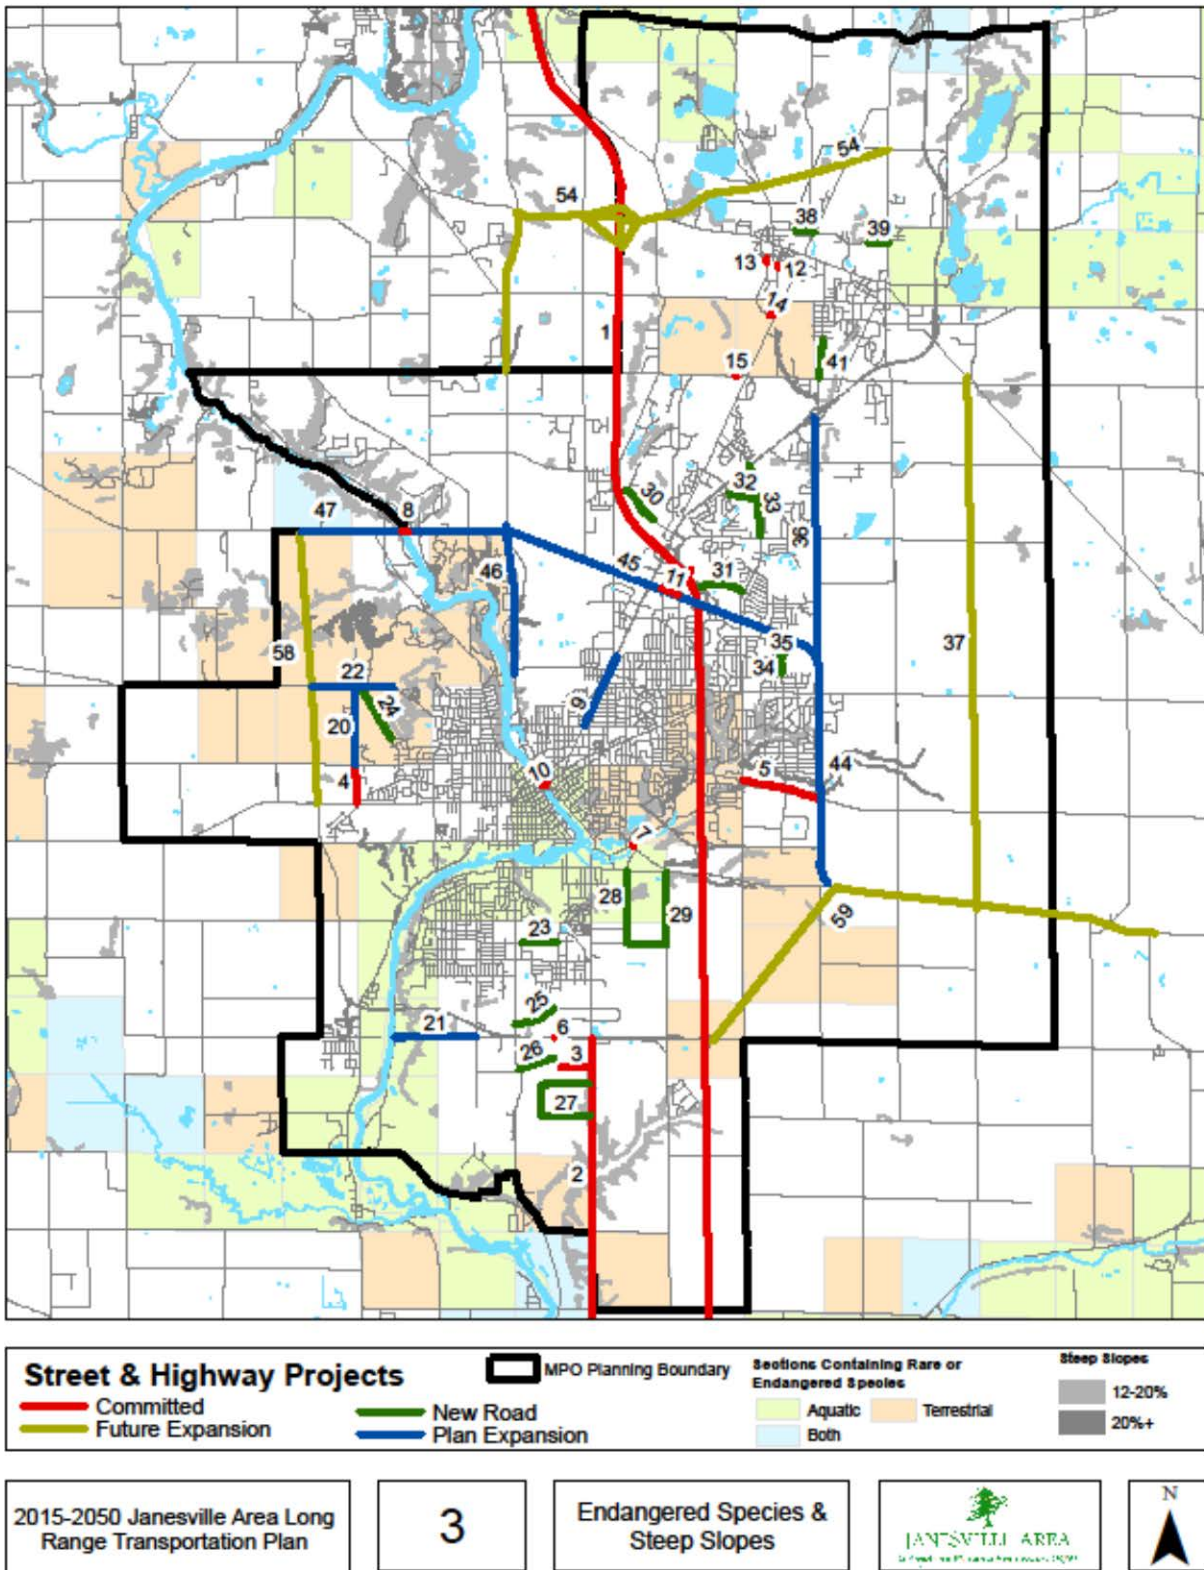 54
54
38
39
13
12
14
1
15
41
32
30
33
36
47
8
45
46
11
31
35
37
58
34
22
24
9
20
10
5
44
4
7
28
29
59
23
25
21
6
26
3
27
2
Street & Highway Projects
Committed
Future Expansion
New Road
Plan Expansion
MPO Planning Boundary
Sections Containing Rare or
Endangered Species
Aquatic
Terrestrial
Both
Steep Slopes
12-20%
20%+
2015-2050 Janesville Area Long
Range Transportation Plan
3
Endangered Species &
Steep Slopes
JANESVILLE AREA
N